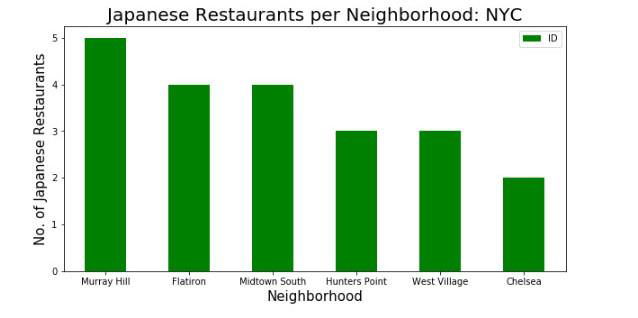 Japanese Restaurants per Neighborhood: NYC
ID
No. of Japanese Restaurants
5
4
3
2
1
0
Murray Hill Flatiron Midtown South Hunters Point West Village Chelsea
Neighborhood